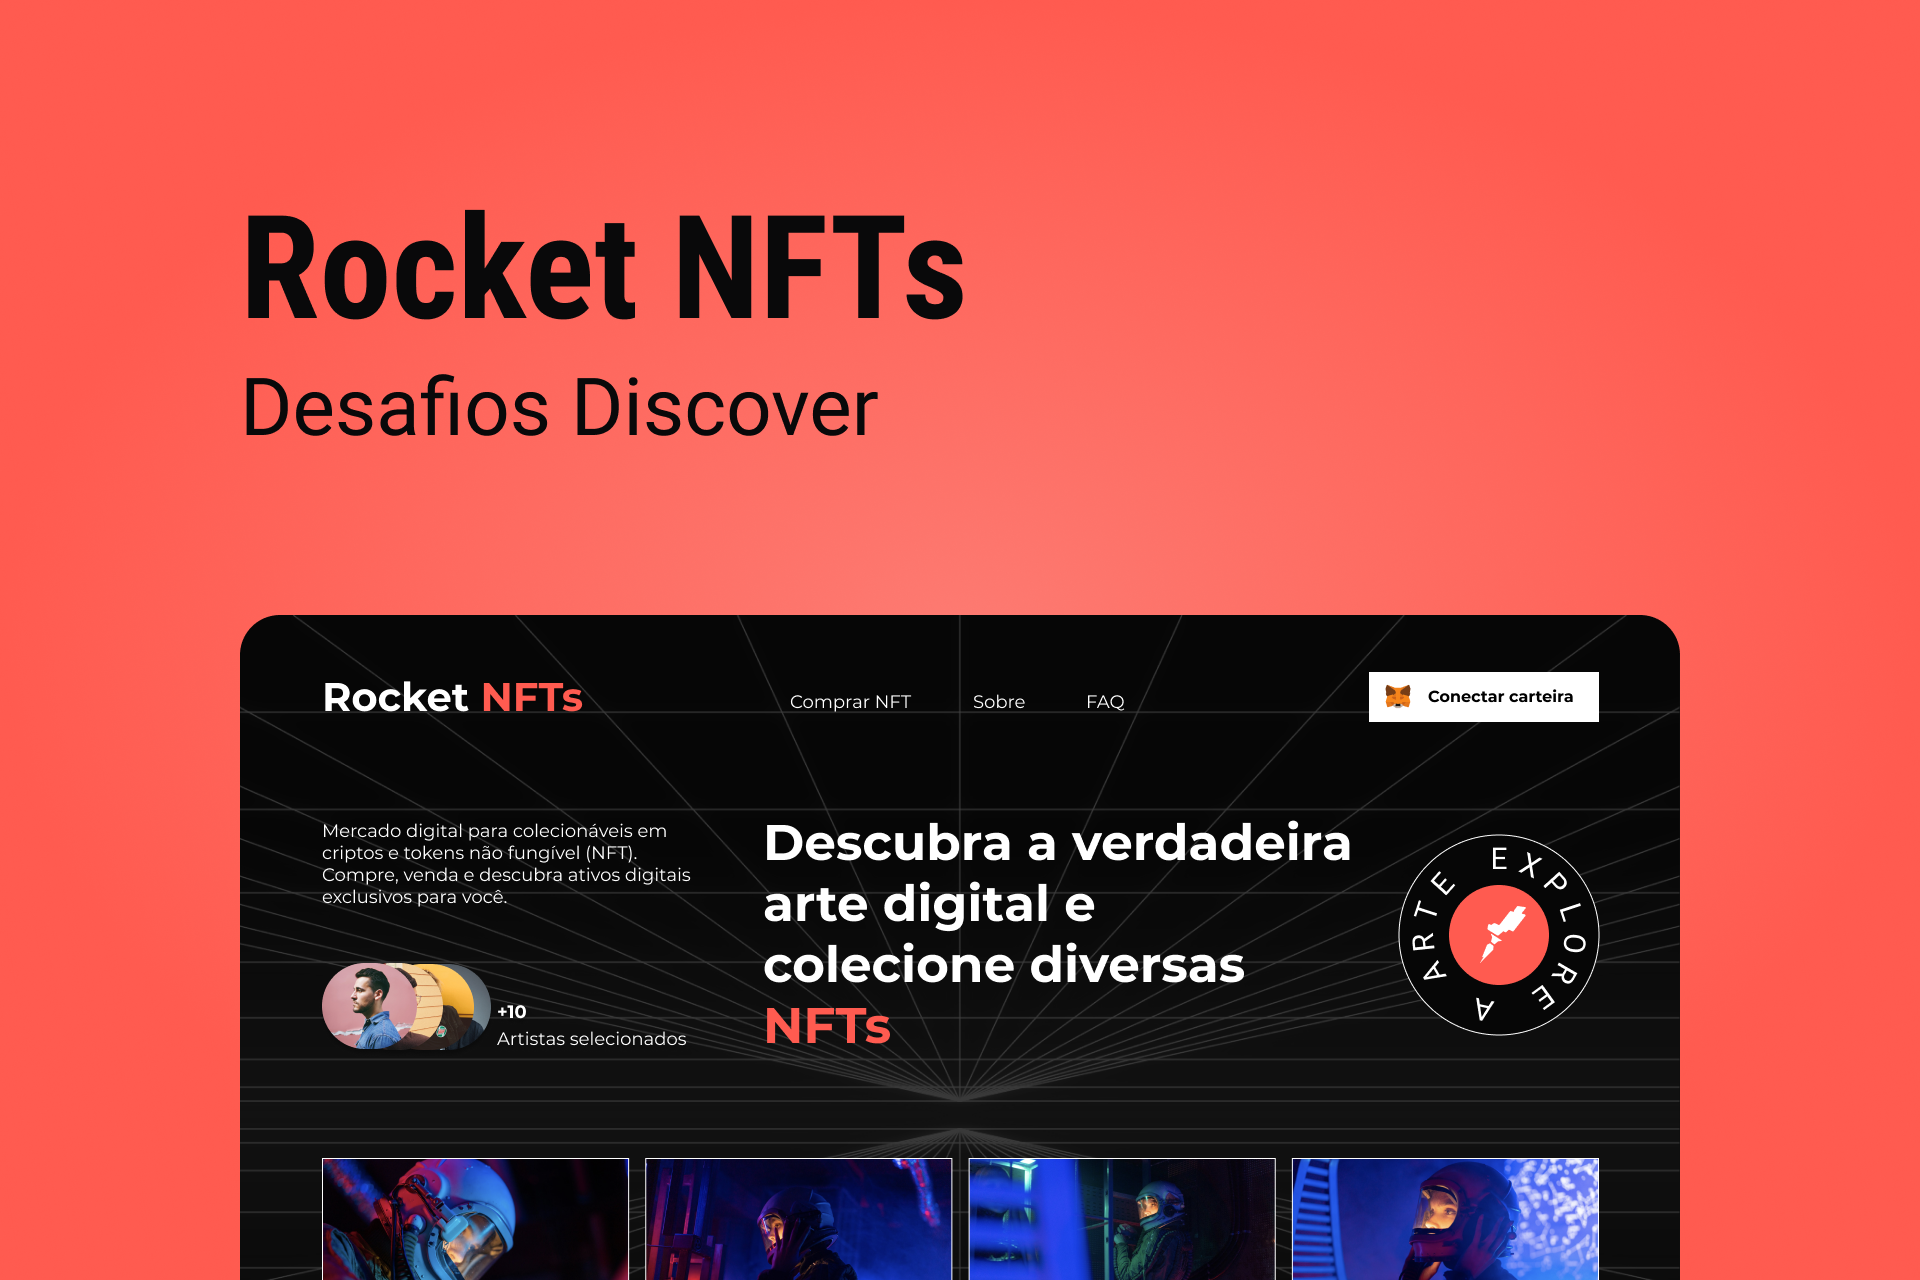 Rocket NFTs
Desafios Discover
Rocket NFTs
Comprar NFT
Sobre
FAQ
Conectar carteira
Mercado digital para colecionáveis em
criptos e tokens não fungível (NFT).
Compre, venda e descubra ativos digitais
exclusivos para você.
+10
Artistas selecionados
Descubra a verdadeira
arte digital e
colecione diversas
NFTs
EXPLORE A ARTE